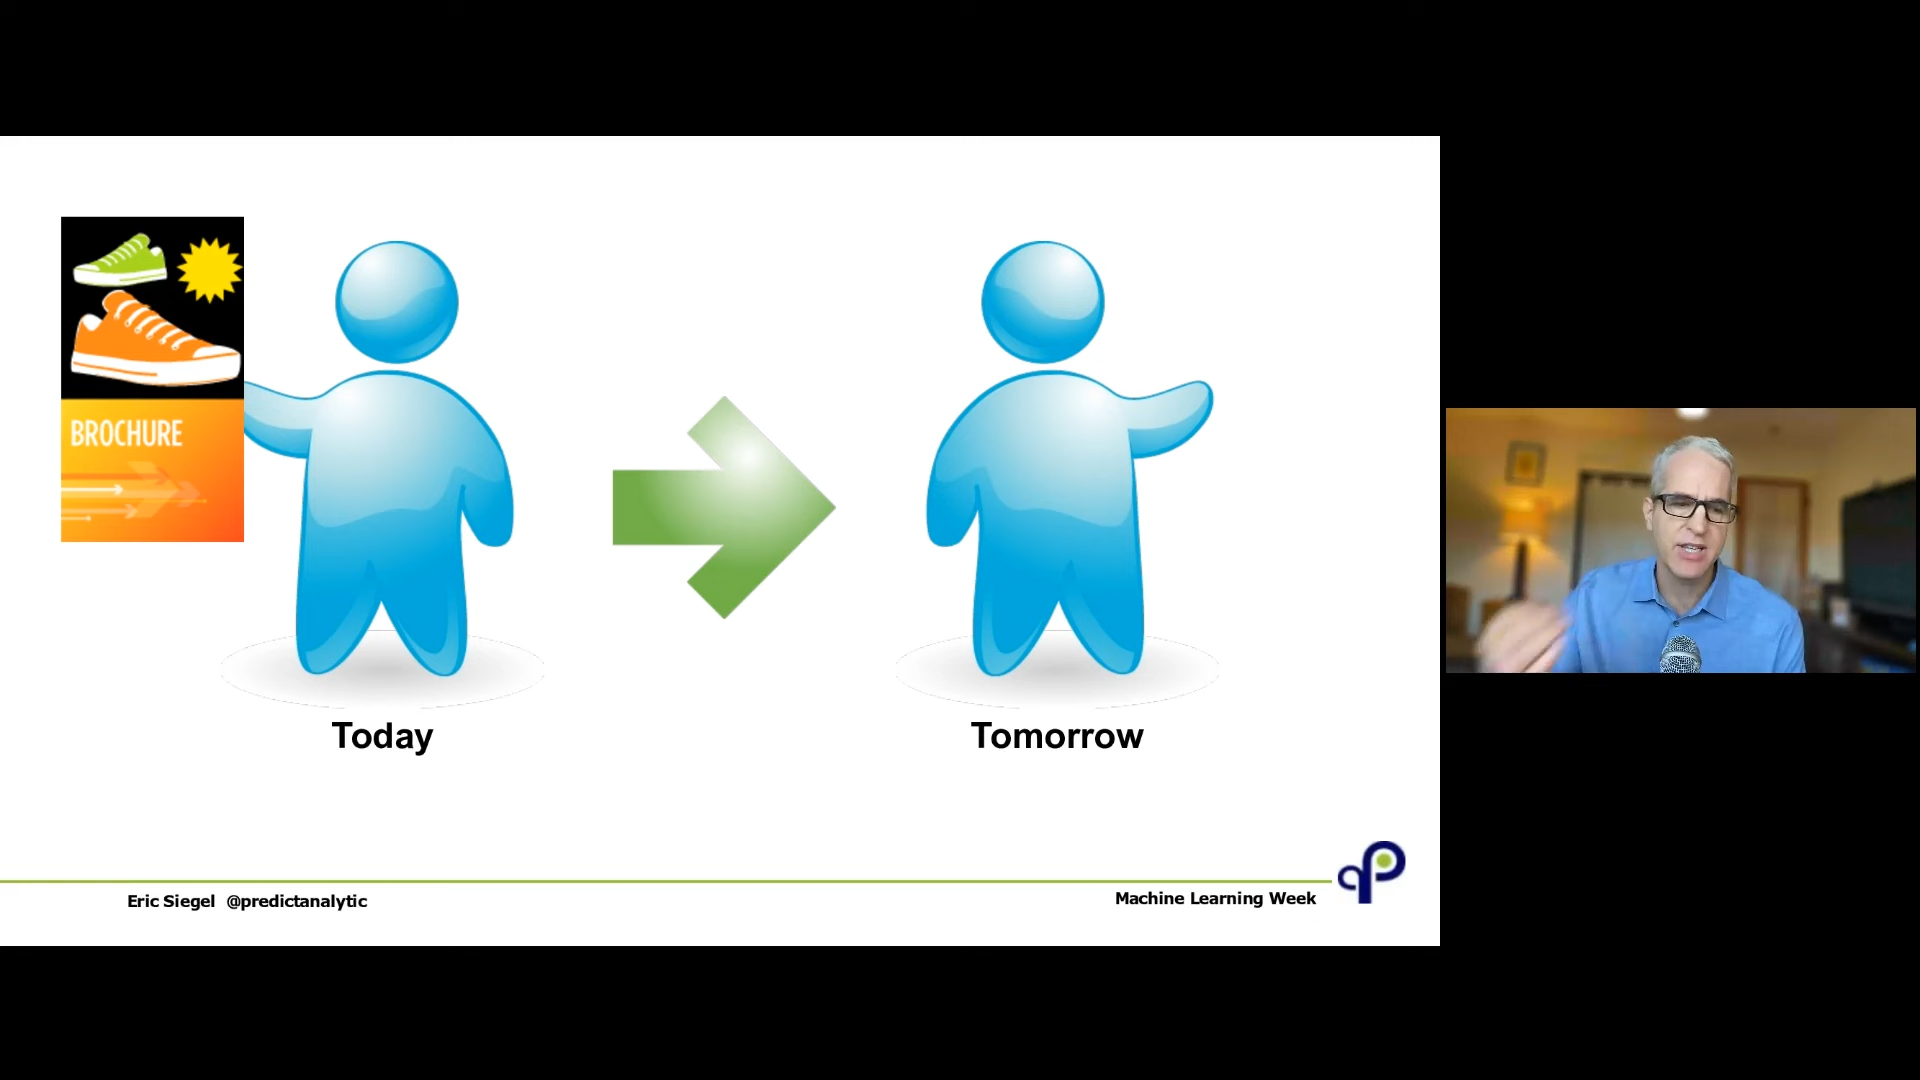 BROCHURE
Today
Tomorrow
Eric Siegel @predictanalytic
Machine Learning Week